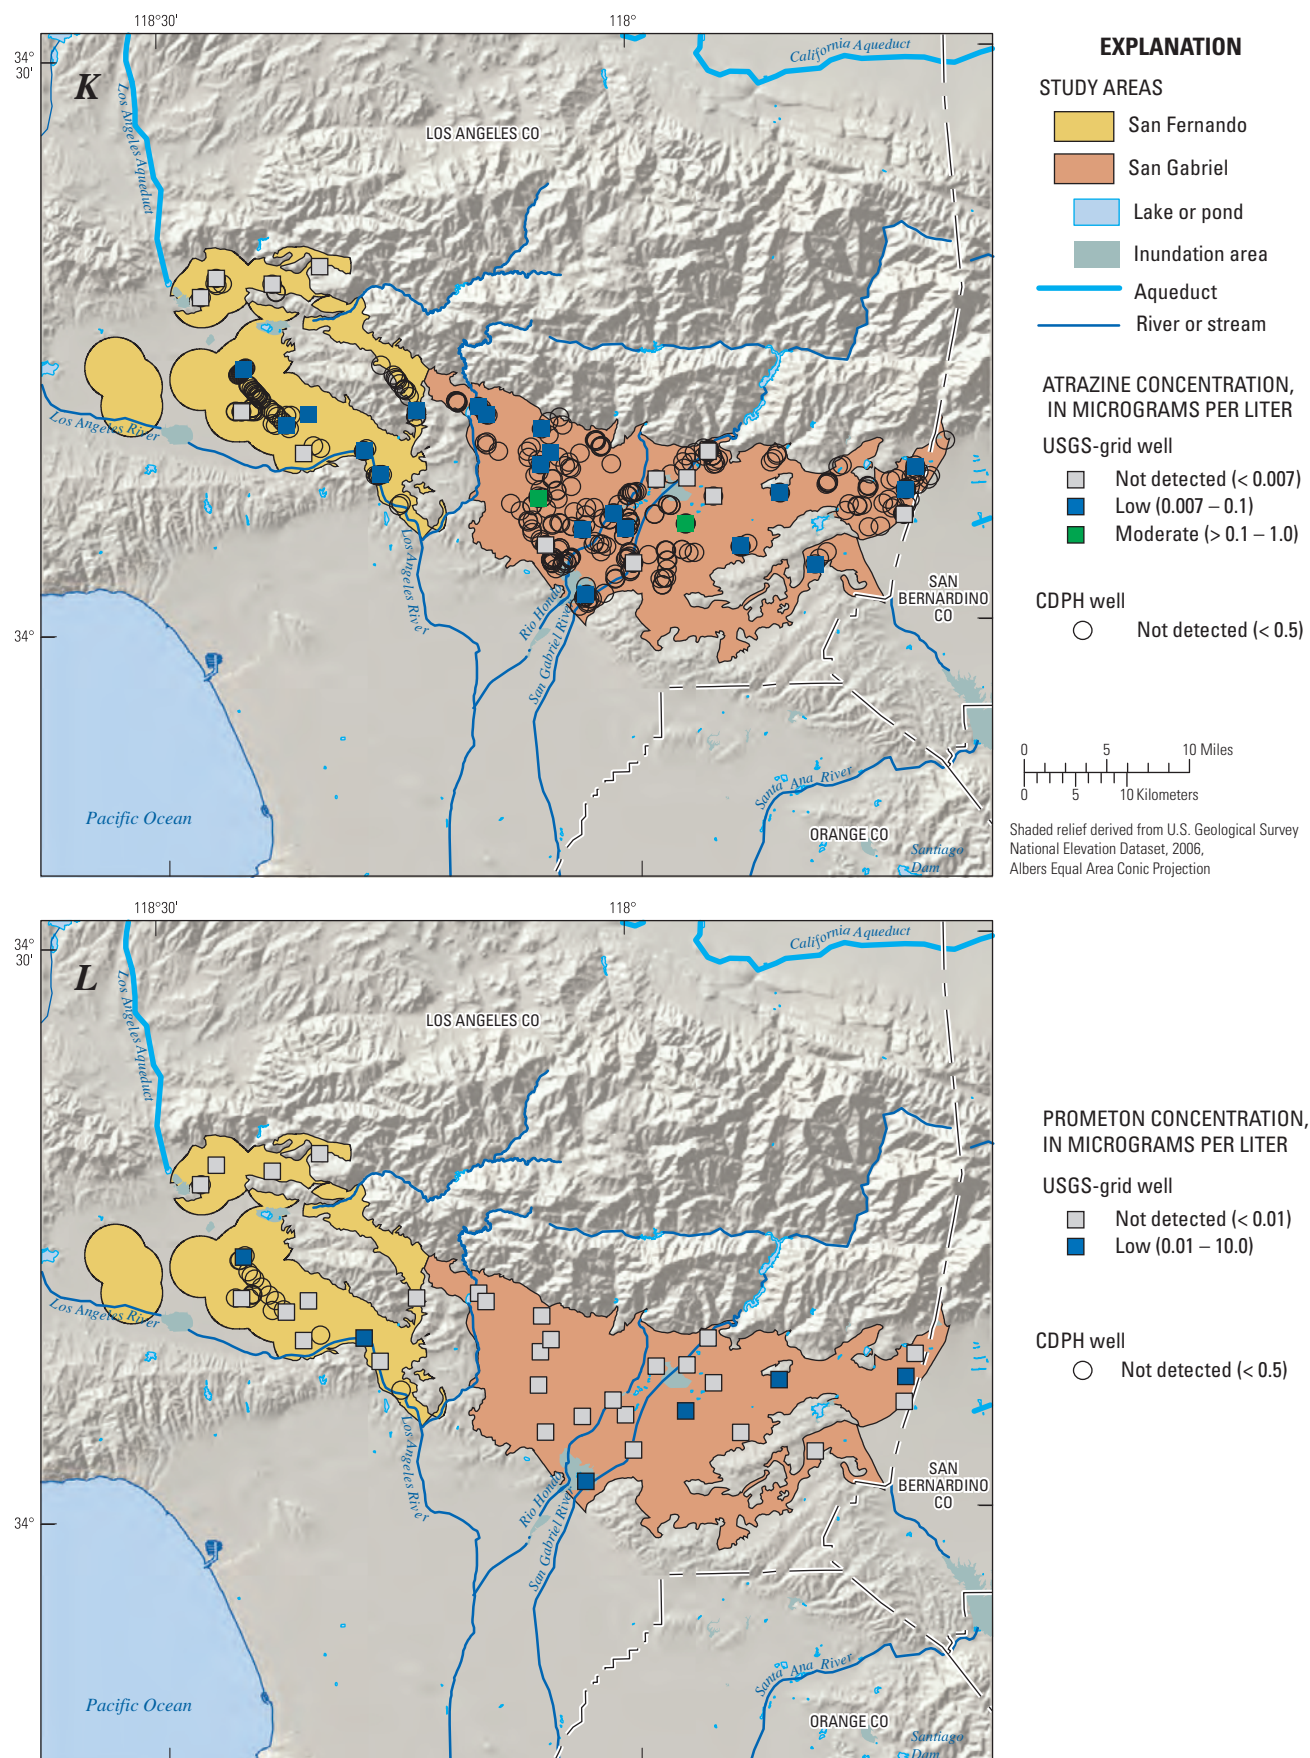 118°30'
118°
34°
30'
K
California Aqueduct
Los Angeles Aqueduct
LOS ANGELES CO
Los Angeles River
Los Angeles River
Rio Hondo
San Gabriel River
SAN
BERNARDINO
CO
34°
Santa Ana River
Pacific Ocean
ORANGE CO
Santiago
Dam
EXPLANATION
STUDY AREAS
San Fernando
San Gabriel
Lake or pond
Inundation area
Aqueduct
River or stream
ATRAZINE CONCENTRATION,
IN MICROGRAMS PER LITER
USGS-grid well
Not detected (< 0.007)
Low (0.007 – 0.1)
Moderate (> 0.1 – 1.0)
CDPH well
Not detected (< 0.5)
0 5 10 Miles
0 5 10 Kilometers
Shaded relief derived from U.S. Geological Survey
National Elevation Dataset, 2006,
Albers Equal Area Conic Projection
118°30'
118°
34°
30'
L
California Aqueduct
Los Angeles Aqueduct
LOS ANGELES CO
Los Angeles River
Los Angeles River
Rio Hondo
San Gabriel River
SAN
BERNARDINO
CO
34°
Santa Ana River
Pacific Ocean
ORANGE CO
Santiago
Dam
PROMETON CONCENTRATION,
IN MICROGRAMS PER LITER
USGS-grid well
Not detected (< 0.01)
Low (0.01 – 10.0)
CDPH well
Not detected (< 0.5)